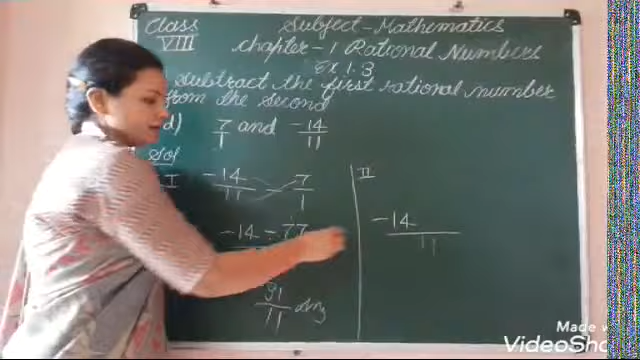 Class
VIII
Subject - Mathematics
Chapter - 1 Rational Numbers
Ex 1.3
Subtract the first rational number
from the second
d) 7/1 and -14/11
Sol
I -14/11 - 7/1
-14 - 77
91/11 Ans
II
-14/11
Made w
VideoSho